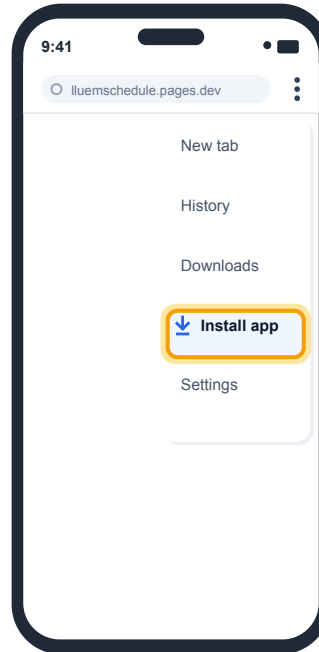 9:41
lluemschedule.pages.dev
New tab
History
Downloads
Install app
Settings